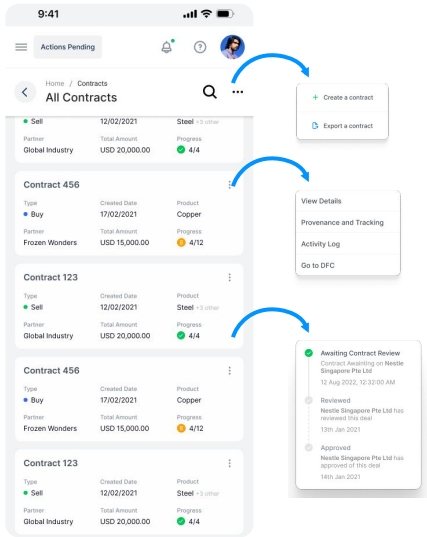 9:41
Actions Pending
?
Home / Contracts
All Contracts
Sell 12/02/2021 Steel +3 other
Partner Total Amount Progress
Global Industry USD 20,000.00 4/4
Contract 456
Type Created Date Product
Buy 17/02/2021 Copper
Partner Total Amount Progress
Frozen Wonders USD 15,000.00 4/12
Contract 123
Type Created Date Product
Sell 12/02/2021 Steel +3 other
Partner Total Amount Progress
Global Industry USD 20,000.00 4/4
Contract 456
Type Created Date Product
Buy 17/02/2021 Copper
Partner Total Amount Progress
Frozen Wonders USD 15,000.00 4/12
Contract 123
Type Created Date Product
Sell 12/02/2021 Steel +3 other
Partner Total Amount Progress
Global Industry USD 20,000.00 4/4
+ Create a contract
Export a contract
View Details
Provenance and Tracking
Activity Log
Go to DFC
Awaiting Contract Review
Contract Awainting on Nestle
Singapore Pte Ltd
12 Aug 2022, 12:32:00 AM
Reviewed
Nestle Singapore Pte Ltd has
reviewed this deal
13th Jan 2021
Approved
Nestle Singapore Pte Ltd has
approved of this deal
14th Jan 2021